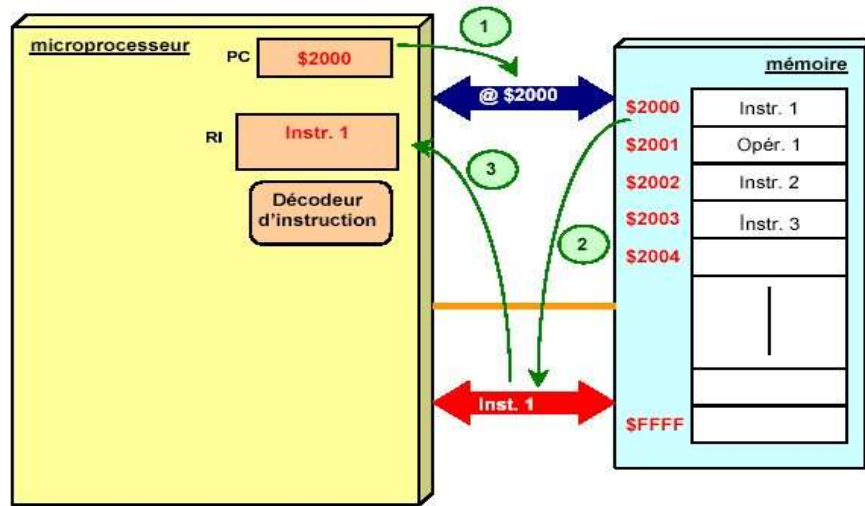 microprocesseur
PC
$2000
1
mémoire
@ $2000
$2000
Instr. 1
RI
Instr. 1
$2001
Opér. 1
3
$2002
Instr. 2
Décodeur
d'instruction
$2003
Instr. 3
2
$2004
Inst. 1
$FFFF